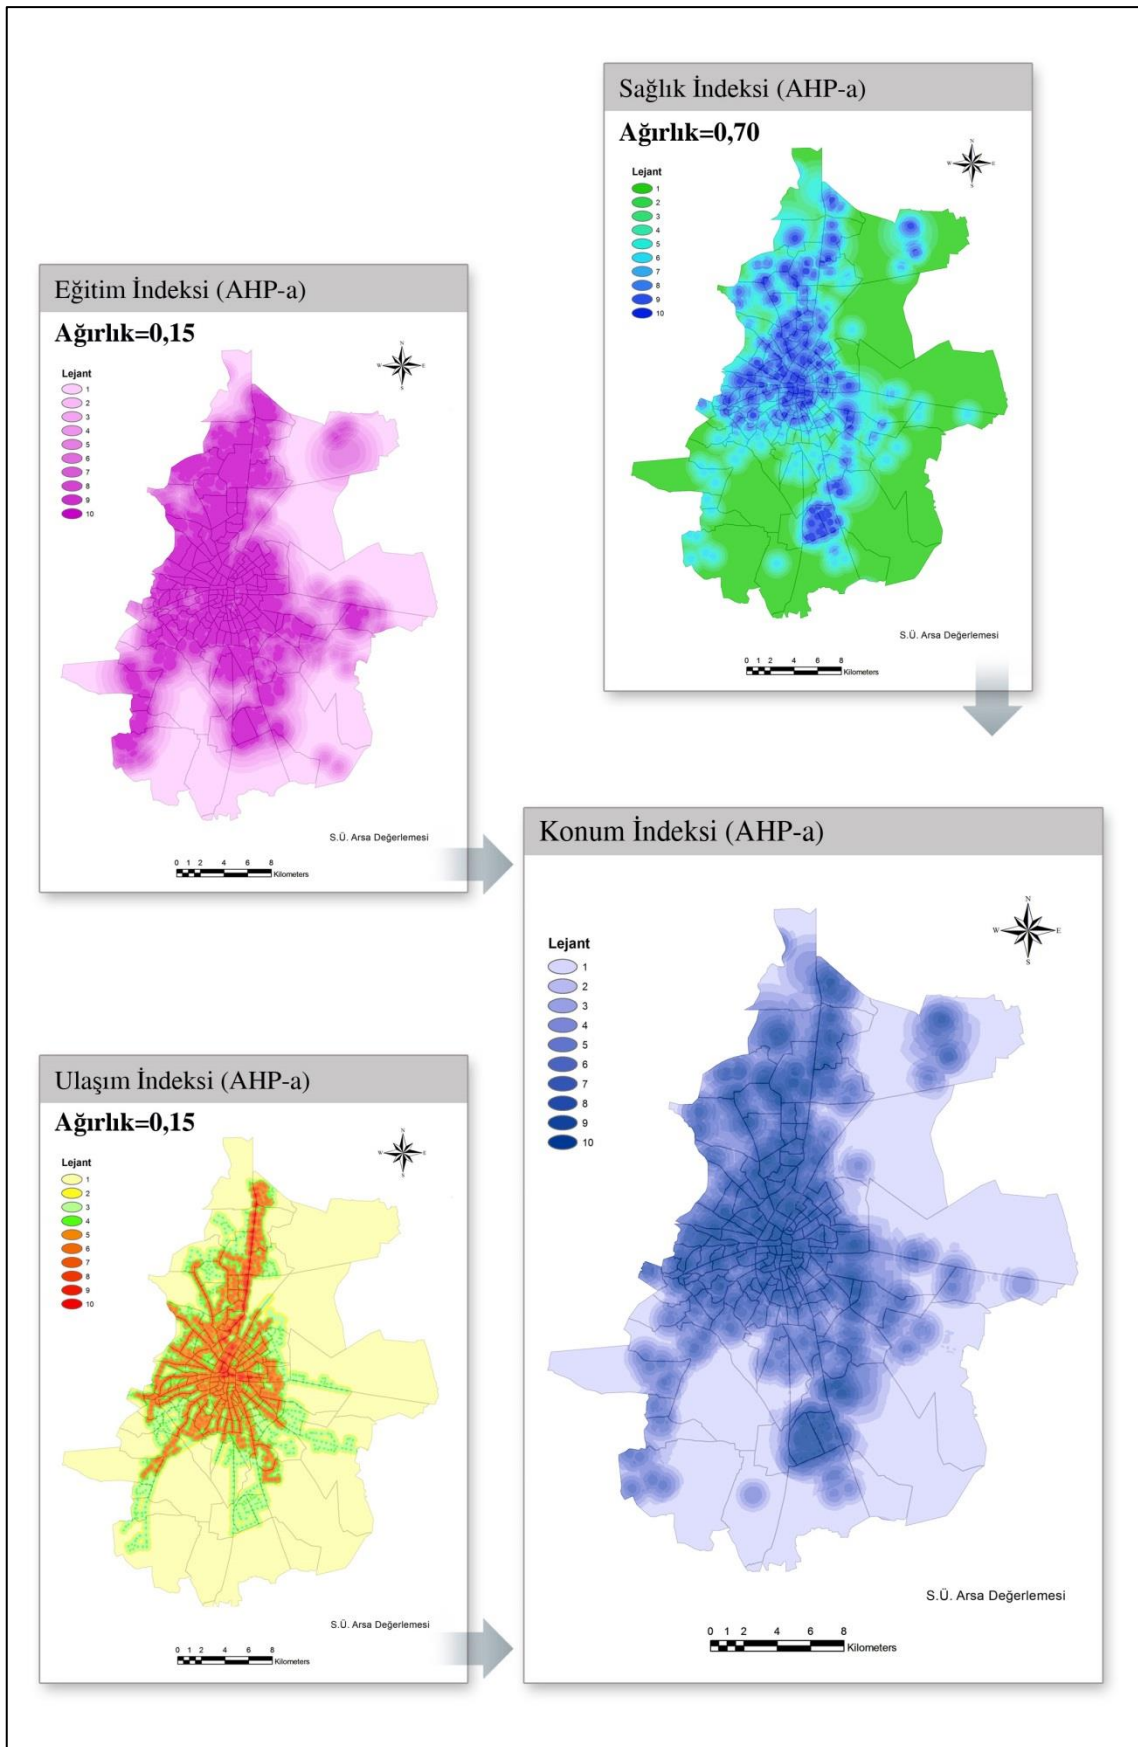 Sağlık İndeksi (AHP-a)
Ağırlık=0,70
Lejant
1
2
3
4
5
6
7
8
9
10
N
W E
S
S.Ü. Arsa Değerlemesi
0 1 2 4 6 8
Kilometers
Eğitim İndeksi (AHP-a)
Ağırlık=0,15
Lejant
1
2
3
4
5
6
7
8
9
10
N
W E
S
S.Ü. Arsa Değerlemesi
0 1 2 4 6 8
Kilometers
Konum İndeksi (AHP-a)
Lejant
1
2
3
4
5
6
7
8
9
10
N
W E
S
S.Ü. Arsa Değerlemesi
0 1 2 4 6 8
Kilometers
Ulaşım İndeksi (AHP-a)
Ağırlık=0,15
Lejant
1
2
3
4
5
6
7
8
9
10
N
W E
S
S.Ü. Arsa Değerlemesi
0 1 2 4 6 8
Kilometers